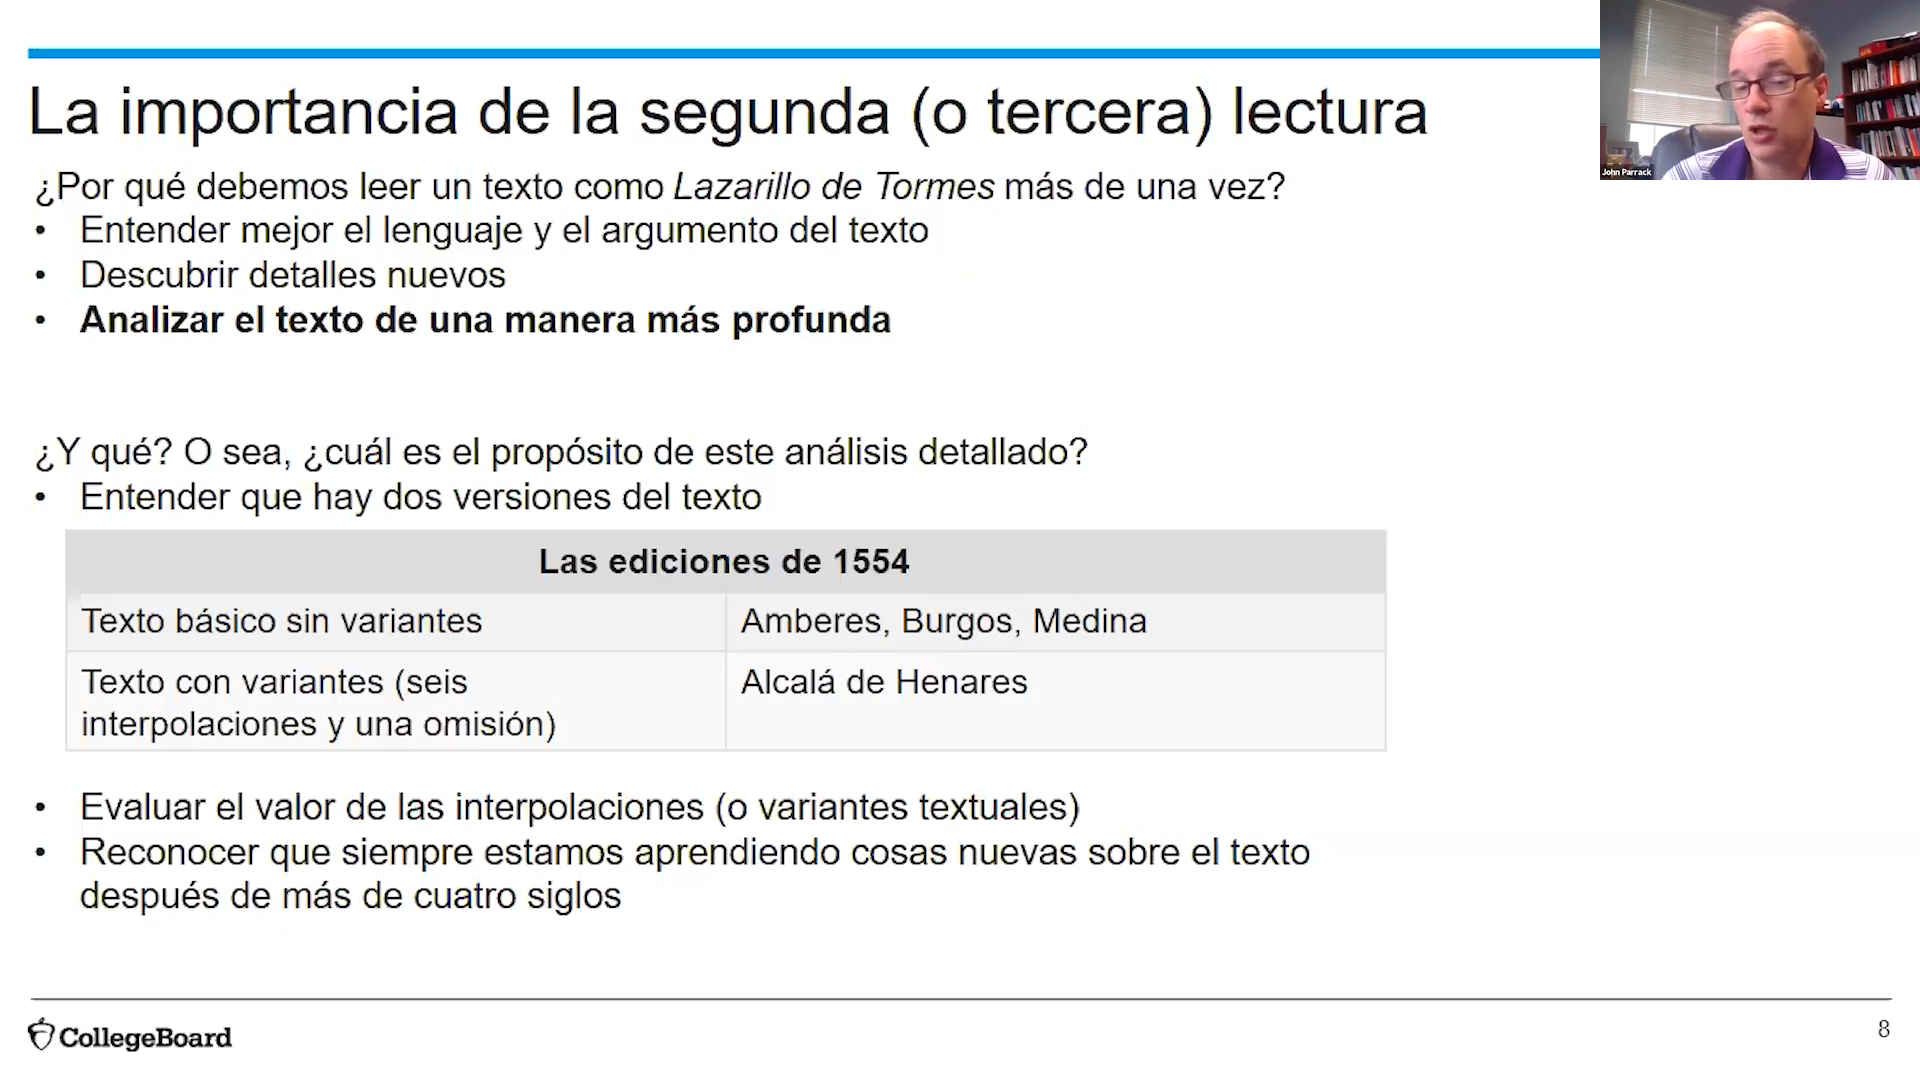 La importancia de la segunda (o tercera) lectura
John Parrack
¿Por qué debemos leer un texto como Lazarillo de Tormes más de una vez?
• Entender mejor el lenguaje y el argumento del texto
• Descubrir detalles nuevos
• Analizar el texto de una manera más profunda
¿Y qué? O sea, ¿cuál es el propósito de este análisis detallado?
• Entender que hay dos versiones del texto
Las ediciones de 1554
Texto básico sin variantes
Amberes, Burgos, Medina
Texto con variantes (seis
interpolaciones y una omisión)
Alcalá de Henares
• Evaluar el valor de las interpolaciones (o variantes textuales)
• Reconocer que siempre estamos aprendiendo cosas nuevas sobre el texto
después de más de cuatro siglos
CollegeBoard
8